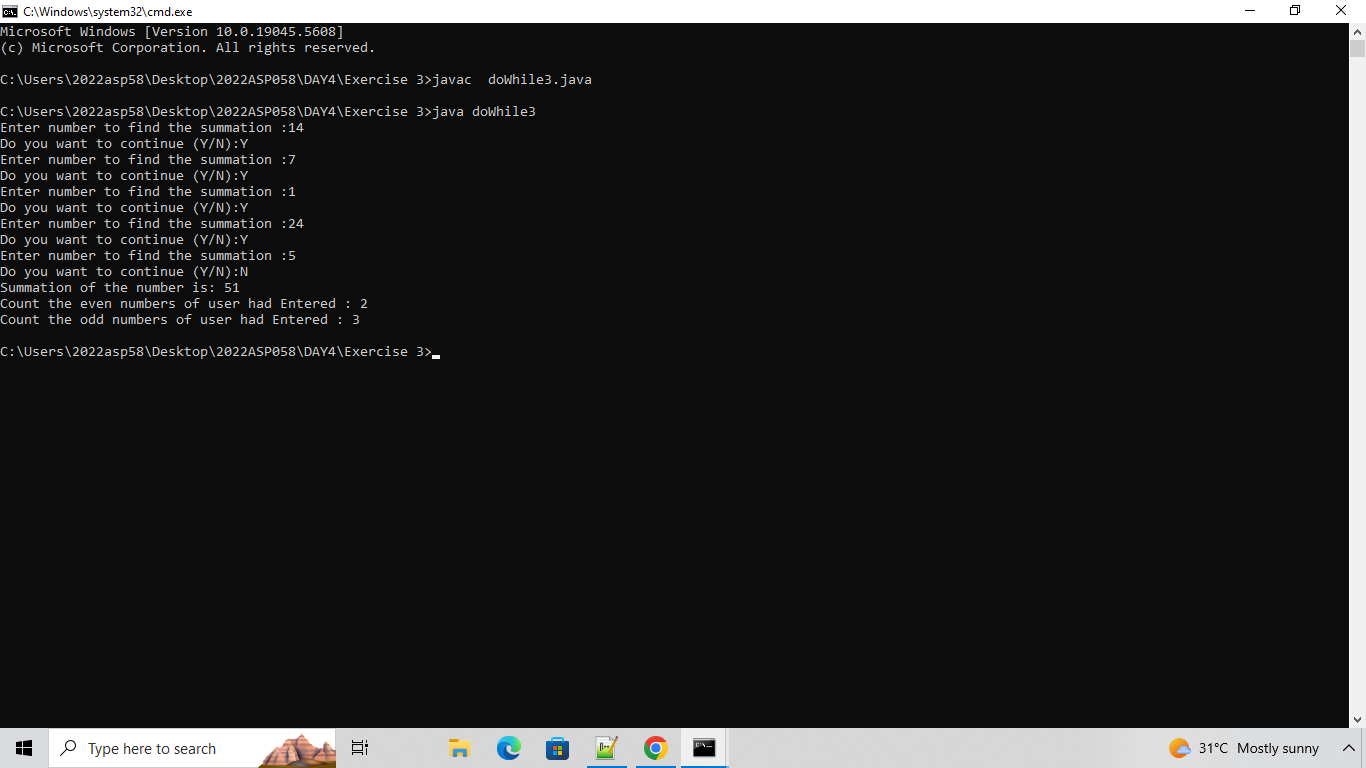 C:\Windows\system32\cmd.exe
Microsoft Windows [Version 10.0.19045.5608]
(c) Microsoft Corporation. All rights reserved.
C:\Users\2022asp58\Desktop\2022ASP058\DAY4\Exercise 3>javac  doWhile3.java
C:\Users\2022asp58\Desktop\2022ASP058\DAY4\Exercise 3>java doWhile3
Enter number to find the summation :14
Do you want to continue (Y/N):Y
Enter number to find the summation :7
Do you want to continue (Y/N):Y
Enter number to find the summation :1
Do you want to continue (Y/N):Y
Enter number to find the summation :24
Do you want to continue (Y/N):Y
Enter number to find the summation :5
Do you want to continue (Y/N):N
Summation of the number is: 51
Count the even numbers of user had Entered : 2
Count the odd numbers of user had Entered : 3
C:\Users\2022asp58\Desktop\2022ASP058\DAY4\Exercise 3>
Type here to search
31°C Mostly sunny